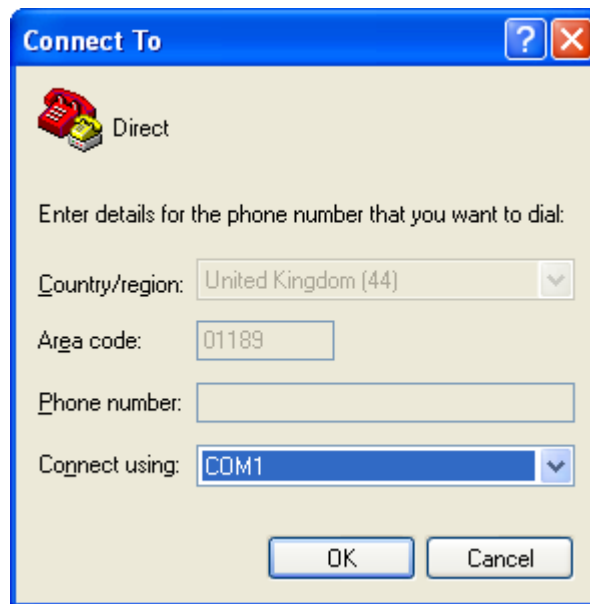 Connect To
Direct
Enter details for the phone number that you want to dial:
Country/region: United Kingdom (44)
Area code: 01189
Phone number:
Connect using: COM1
OK Cancel